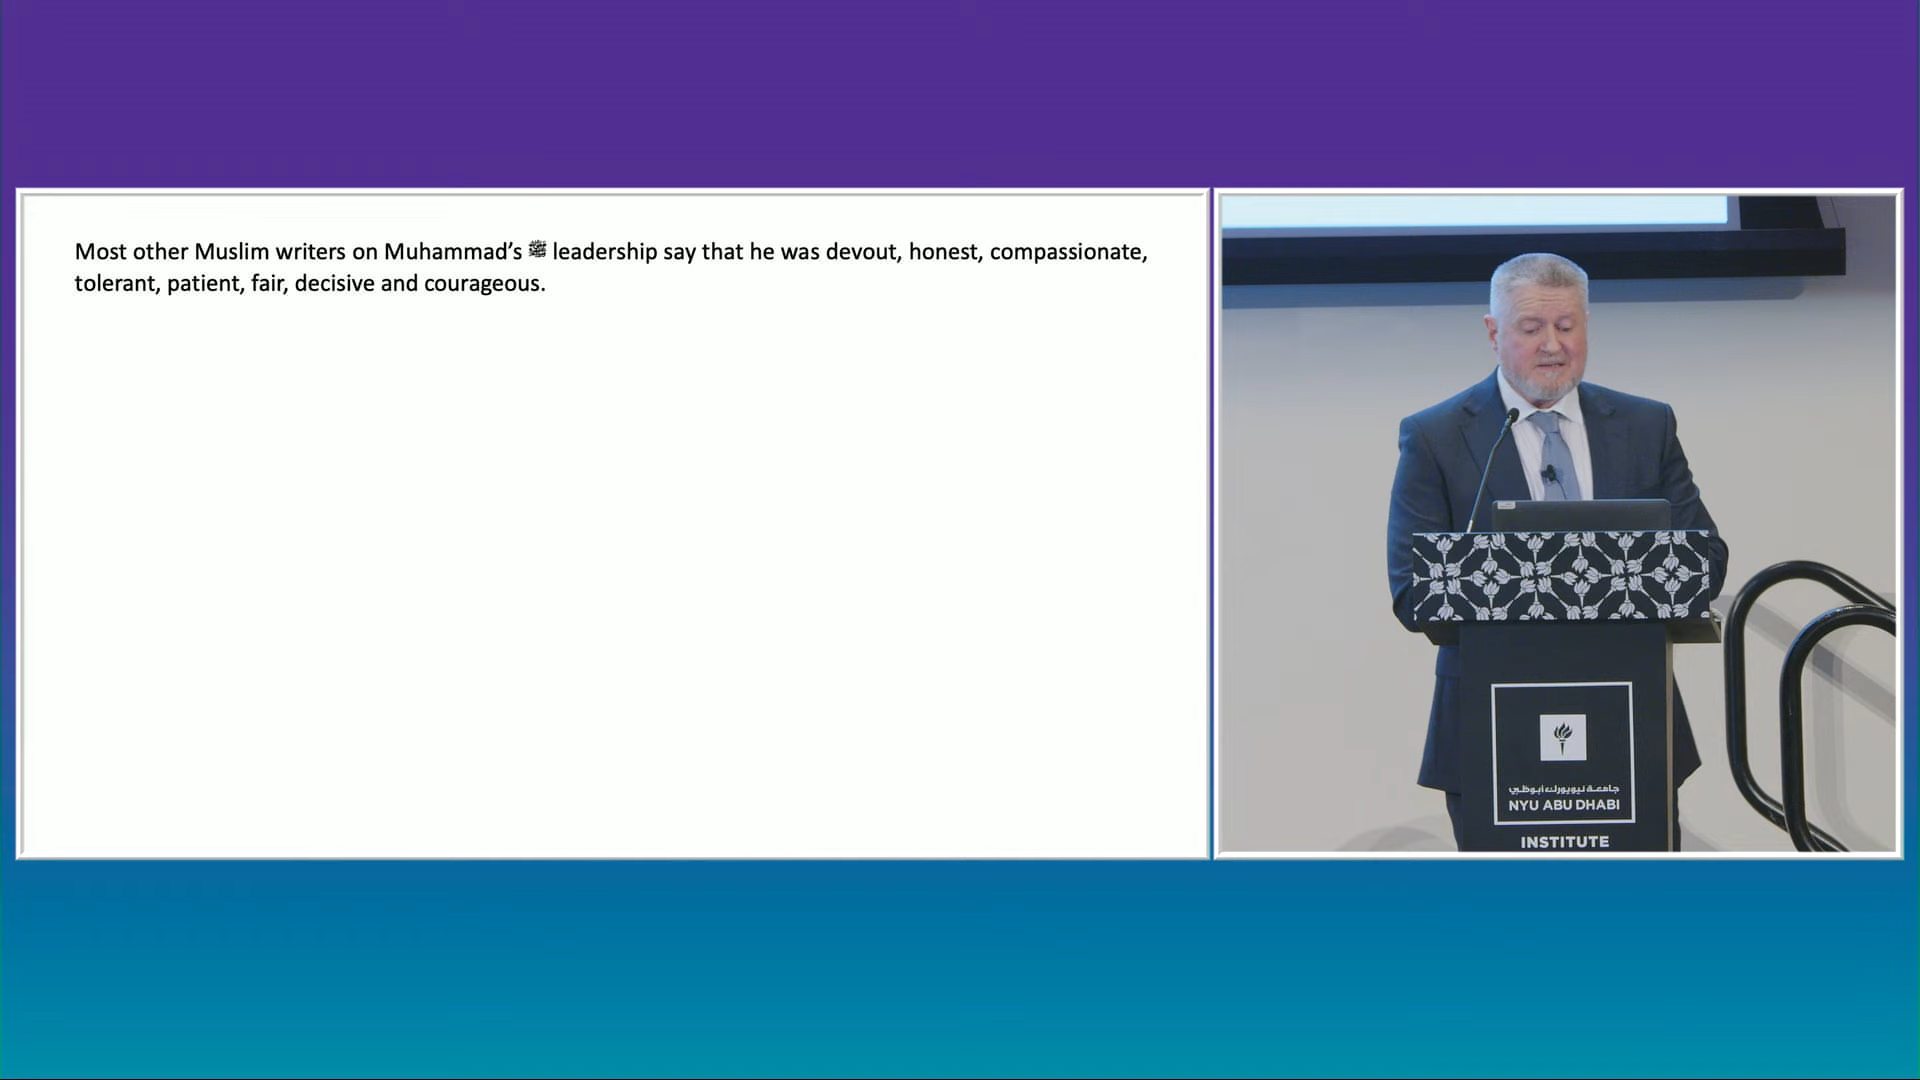 Most other Muslim writers on Muhammad’s ﷺ leadership say that he was devout, honest, compassionate,
tolerant, patient, fair, decisive and courageous.
جامعة نيويورك أبوظبي
NYU ABU DHABI
INSTITUTE